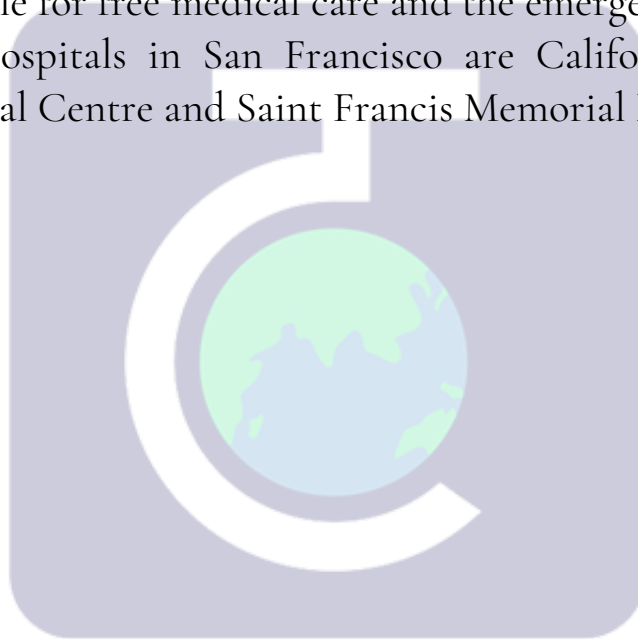 le for free medical care and the emerge
ospitals in San Francisco are Califo
al Centre and Saint Francis Memorial